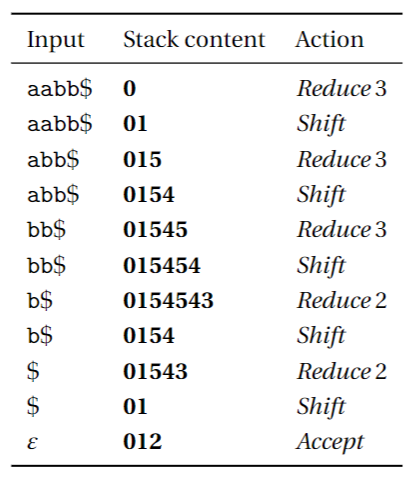 Input Stack content Action
aabb$ 0 Reduce 3
aabb$ 01 Shift
abb$ 015 Reduce 3
abb$ 0154 Shift
bb$ 01545 Reduce 3
bb$ 015454 Shift
b$ 0154543 Reduce 2
b$ 0154 Shift
$ 01543 Reduce 2
$ 01 Shift
ε 012 Accept